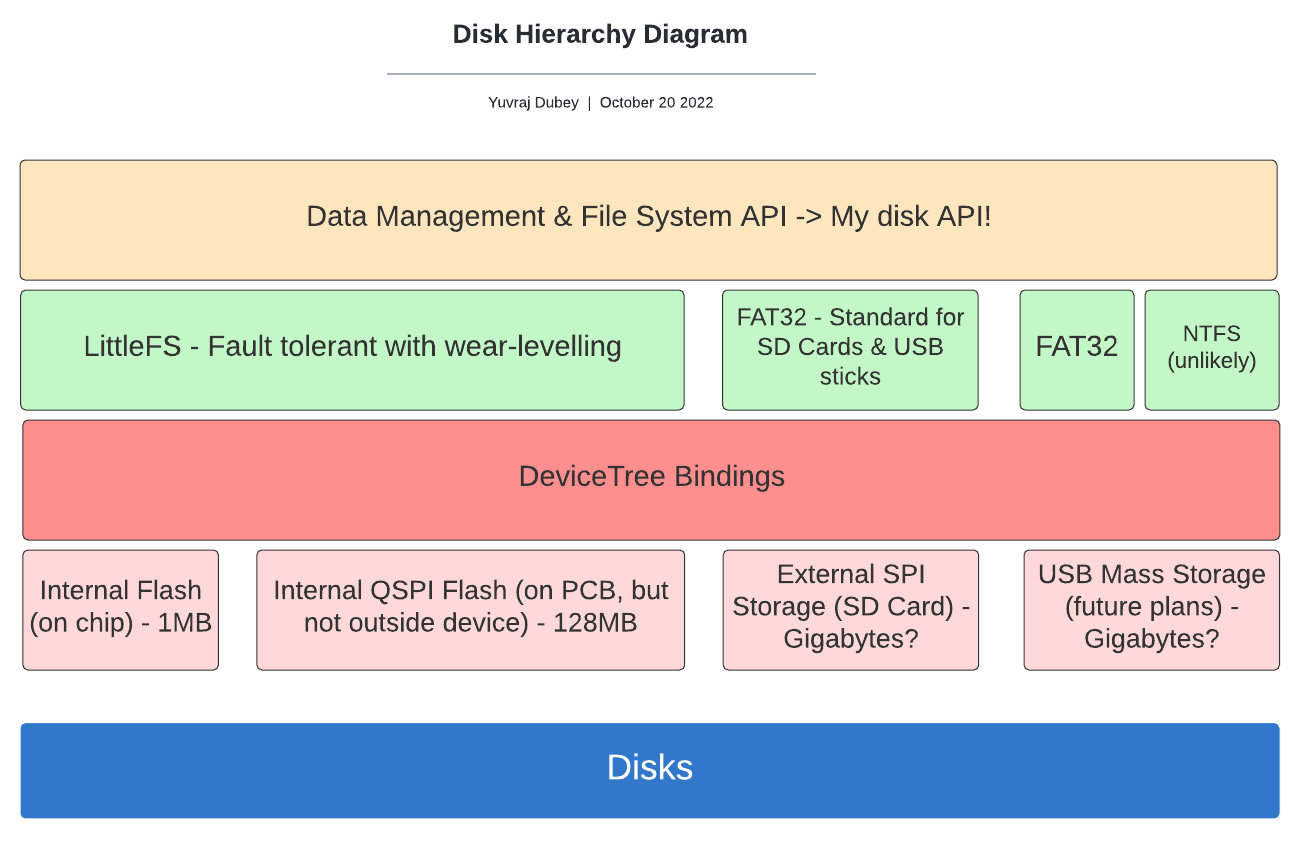 Disk Hierarchy Diagram
Yuvraj Dubey | October 20 2022
Data Management & File System API -> My disk API!
LittleFS - Fault tolerant with wear-levelling
FAT32 - Standard for
SD Cards & USB
sticks
FAT32
NTFS
(unlikely)
DeviceTree Bindings
Internal Flash
(on chip) - 1MB
Internal QSPI Flash (on PCB, but
not outside device) - 128MB
External SPI
Storage (SD Card) -
Gigabytes?
USB Mass Storage
(future plans) -
Gigabytes?
Disks